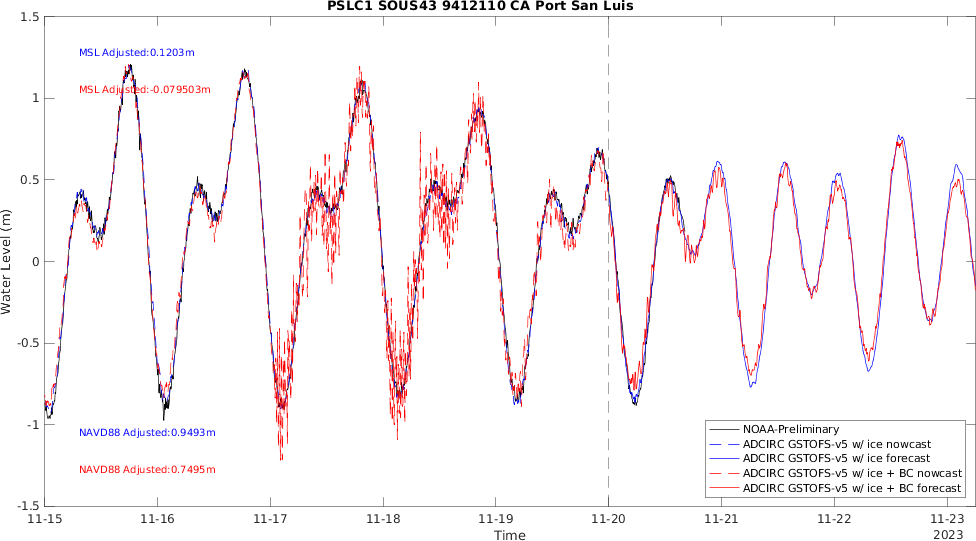 PSLC1 SOUS43 9412110 CA Port San Luis
1.5
MSL Adjusted:0.1203m
MSL Adjusted:-0.079503m
1
0.5
0
Water Level (m)
-0.5
-1
NAVD88 Adjusted:0.9493m
NAVD88 Adjusted:0.7495m
-1.5
NOAA-Preliminary
ADCIRC GSTOFS-v5 w/ ice nowcast
ADCIRC GSTOFS-v5 w/ ice forecast
ADCIRC GSTOFS-v5 w/ ice + BC nowcast
ADCIRC GSTOFS-v5 w/ ice + BC forecast
11-15 11-16 11-17 11-18 11-19 11-20 11-21 11-22 11-23
Time
2023